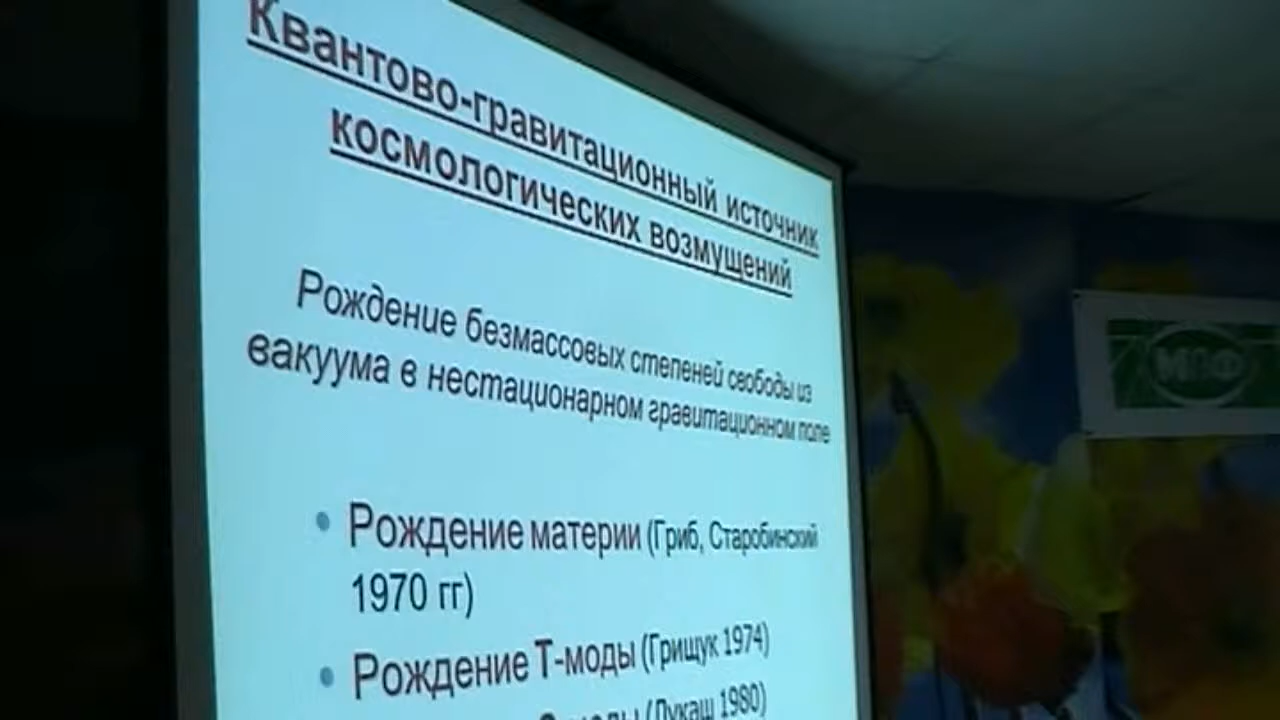 Квантово-гравитационный источник
космологических возмущений
Рождение безмассовых степеней свободы из
вакуума в нестационарном гравитационном поле
Рождение материи (Гриб, Старобинский
1970 гг)
Рождение Т-моды (Грищук 1974)
(Лукаш 1980)